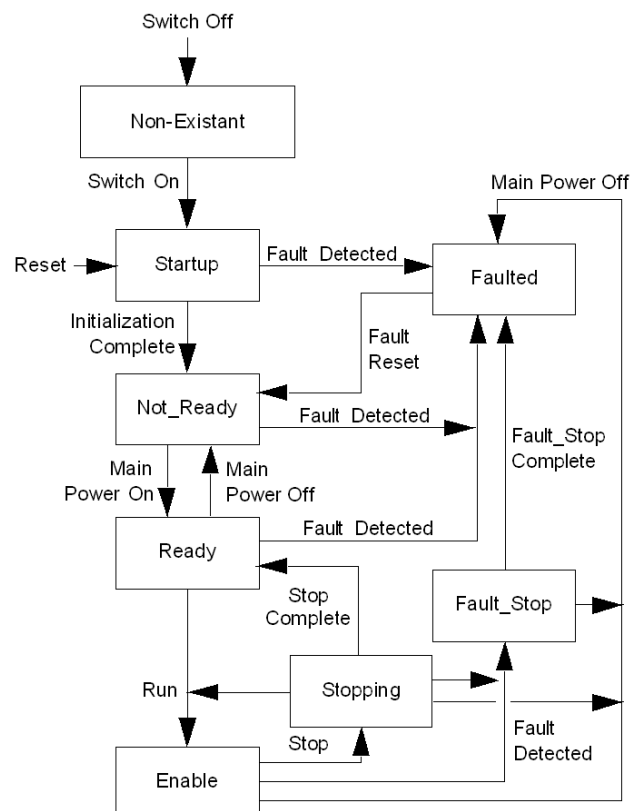 Switch Off
Non-Existant
Switch On
Main Power Off
Reset
Startup
Fault Detected
Faulted
Initialization
Complete
Fault
Reset
Not_Ready
Fault Detected
Fault_Stop
Complete
Main
Power On
Main
Power Off
Ready
Fault Detected
Stop
Complete
Fault_Stop
Run
Stopping
Stop
Fault
Detected
Enable